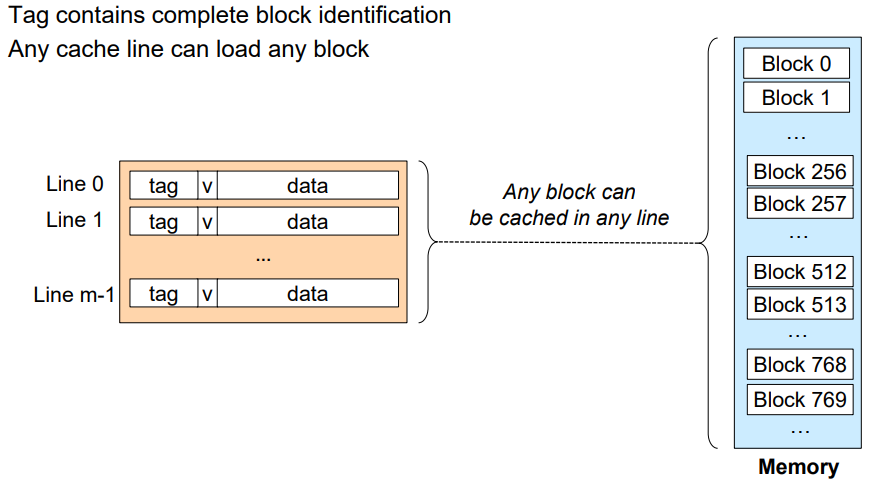 Tag contains complete block identification
Any cache line can load any block
Line 0 tag v data
Line 1 tag v data
...
Line m-1 tag v data
Any block can
be cached in any line
Block 0
Block 1
...
Block 256
Block 257
...
Block 512
Block 513
...
Block 768
Block 769
...
Memory